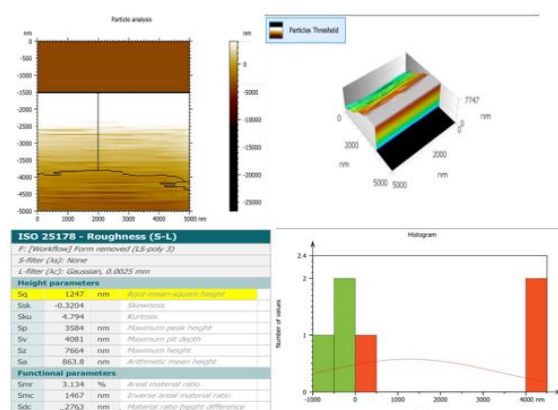 Particle analysis
nm
nm
0
-500
-1000
-1500
-2000
-2500
-3000
-3500
-4000
-4500
-5000
0 1000 2000 3000 4000 5000 nm
0
-5000
-10000
-15000
-20000
-25000
Particles Threshold
7747
nm
0
0
2000
nm
5000
0
2000
nm
5000
ISO 25178 - Roughness (S-L)
F: [Workflow] Form removed (LS-poly 3)
S-filter (λs): None
L-filter (λc): Gaussian, 0.0025 mm
Height parameters
Sq 1247 nm Root-mean-square height
Ssk -0.3204 Skewness
Sku 4.794 Kurtosis
Sp 3584 nm Maximum peak height
Sv 4081 nm Maximum pit depth
Sz 7664 nm Maximum height
Sa 863.8 nm Arithmetic mean height
Functional parameters
Smr 3.134 % Areal material ratio
Smc 1467 nm Inverse areal material ratio
Sdc 2763 nm Material ratio height difference
Histogram
Number of values
2.4
2
1
0
-1000 0 1000 2000 3000 4000 nm